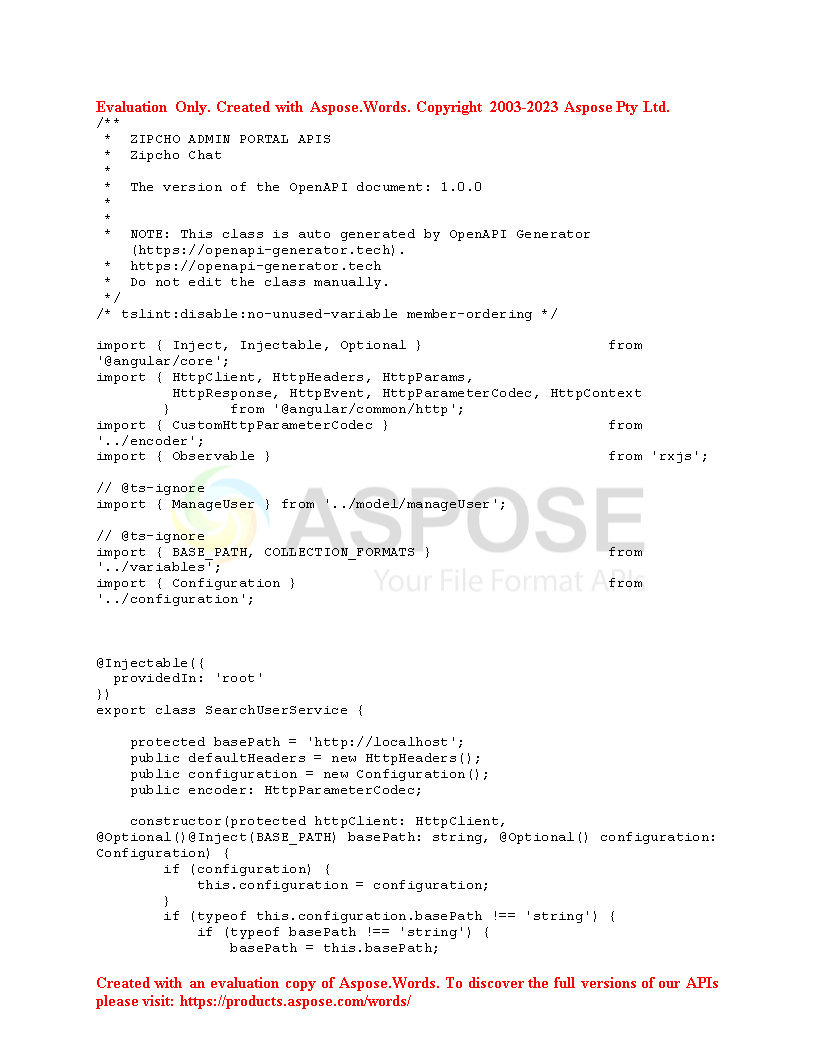 Evaluation Only. Created with Aspose.Words. Copyright 2003-2023 Aspose Pty Ltd.
/**
 *  ZIPCHO ADMIN PORTAL APIS
 *  Zipcho Chat
 *
 *  The version of the OpenAPI document: 1.0.0
 *
 *
 *  NOTE: This class is auto generated by OpenAPI Generator
    (https://openapi-generator.tech).
 *  https://openapi-generator.tech
 *  Do not edit the class manually.
 */
/* tslint:disable:no-unused-variable member-ordering */

import { Inject, Injectable, Optional }                      from
'@angular/core';
import { HttpClient, HttpHeaders, HttpParams,
         HttpResponse, HttpEvent, HttpParameterCodec, HttpContext
        }       from '@angular/common/http';
import { CustomHttpParameterCodec }                          from
'../encoder';
import { Observable }                                        from 'rxjs';

// @ts-ignore
import { ManageUser } from '../model/manageUser';

// @ts-ignore
import { BASE_PATH, COLLECTION_FORMATS }                     from
'../variables';
import { Configuration }                                     from
'../configuration';
ASPOSE
Your File Format APIs

@Injectable({
  providedIn: 'root'
})
export class SearchUserService {

    protected basePath = 'http://localhost';
    public defaultHeaders = new HttpHeaders();
    public configuration = new Configuration();
    public encoder: HttpParameterCodec;

    constructor(protected httpClient: HttpClient,
@Optional()@Inject(BASE_PATH) basePath: string, @Optional() configuration:
Configuration) {
        if (configuration) {
            this.configuration = configuration;
        }
        if (typeof this.configuration.basePath !== 'string') {
            if (typeof basePath !== 'string') {
                basePath = this.basePath;

Created with an evaluation copy of Aspose.Words. To discover the full versions of our APIs
please visit: https://products.aspose.com/words/